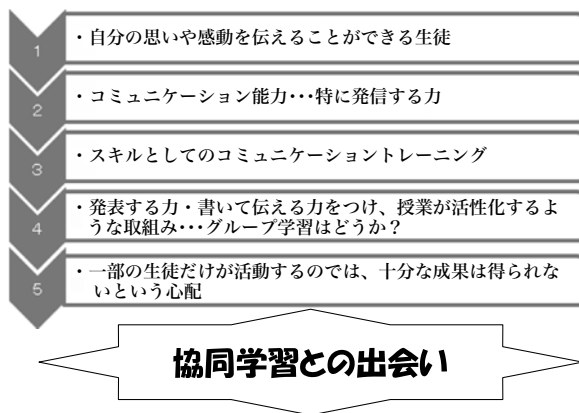 1
・自分の思いや感動を伝えることができる生徒
2
・コミュニケーション能力･･･特に発信する力
3
・スキルとしてのコミュニケーショントレーニング
4
・発表する力・書いて伝える力をつけ、授業が活性化するよ
うな取組み･･･グループ学習はどうか？
5
・一部の生徒だけが活動するのでは、十分な成果は得られな
いという心配
協同学習との出会い